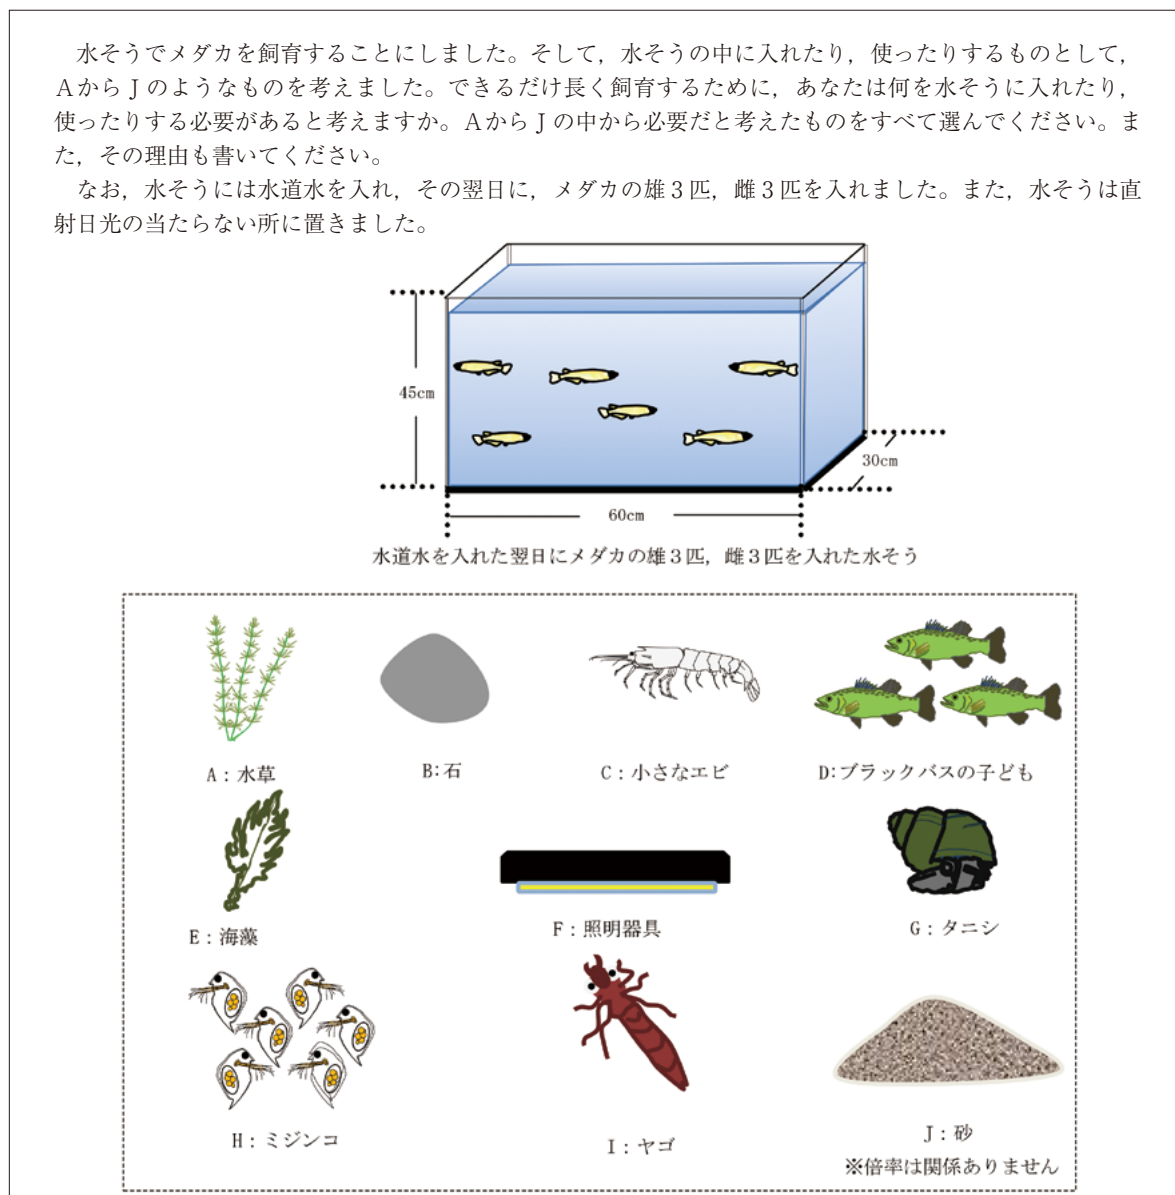 水そうでメダカを飼育することにしました。そして，水そうの中に入れたり，使ったりするものとして，
AからJのようなものを考えました。できるだけ長く飼育するために，あなたは何を水そうに入れたり，
使ったりする必要があると考えますか。AからJの中から必要だと考えたものをすべて選んでください。ま
た，その理由も書いてください。
なお，水そうには水道水を入れ，その翌日に，メダカの雄３匹，雌３匹を入れました。また，水そうは直
射日光の当たらない所に置きました。
45cm
30cm
60cm
水道水を入れた翌日にメダカの雄３匹，雌３匹を入れた水そう
A：水草
B:石
C：小さなエビ
D:ブラックバスの子ども
E：海藻
F：照明器具
G：タニシ
H：ミジンコ
I：ヤゴ
J：砂
※倍率は関係ありません